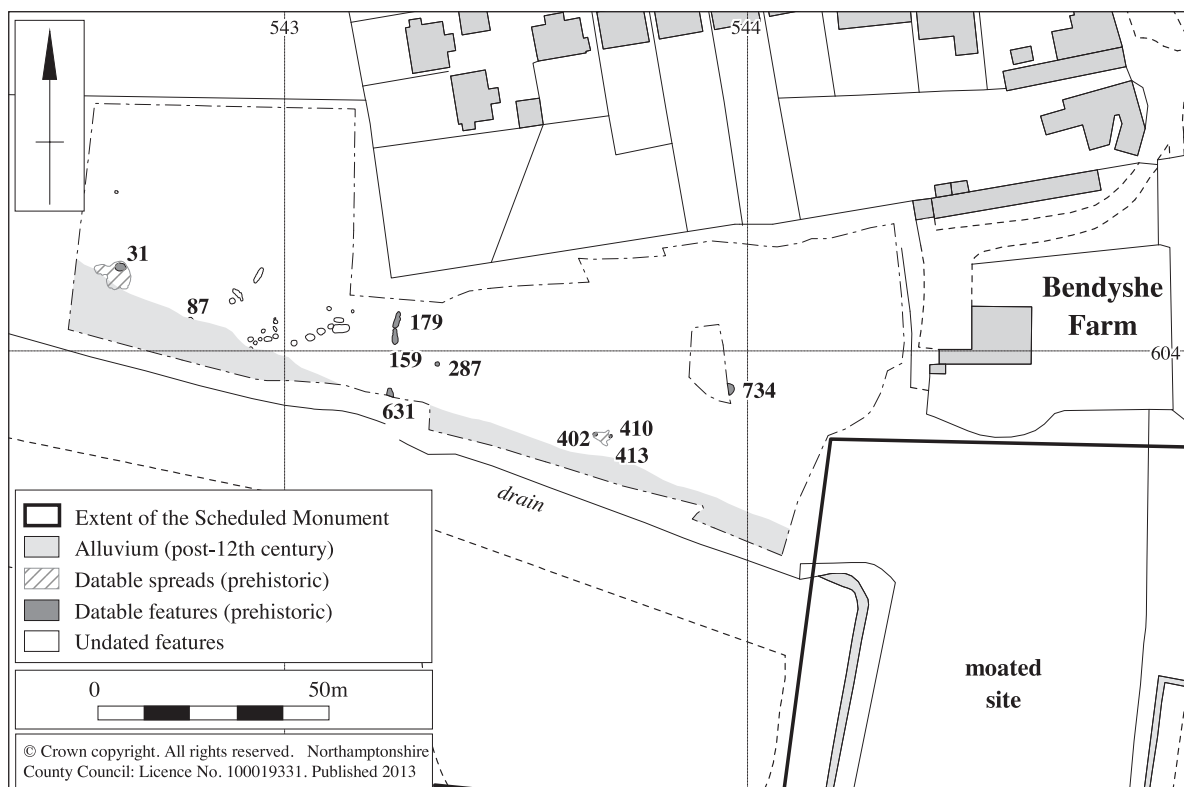 543
544
31
87
179
159
287
631
734
402
410
413
604
Bendyshe
Farm
drain
moated
site
Extent of the Scheduled Monument
Alluvium (post-12th century)
Datable spreads (prehistoric)
Datable features (prehistoric)
Undated features
0 50m
© Crown copyright. All rights reserved. Northamptonshire
County Council: Licence No. 100019331. Published 2013